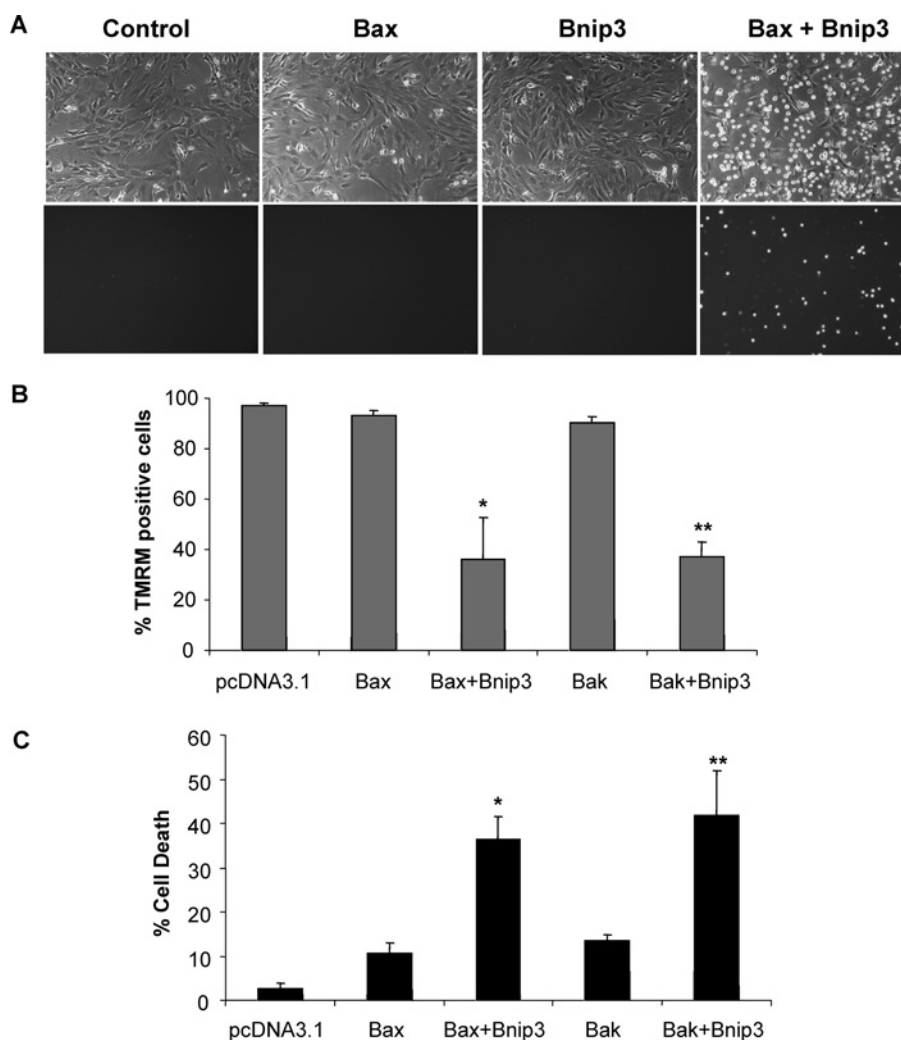 A
Control Bax Bnip3 Bax + Bnip3
B
% TMRM positive cells
100
80
60
40
20
0
*
**
pcDNA3.1 Bax Bax+Bnip3 Bak Bak+Bnip3
C
% Cell Death
60
50
40
30
20
10
0
*
**
pcDNA3.1 Bax Bax+Bnip3 Bak Bak+Bnip3